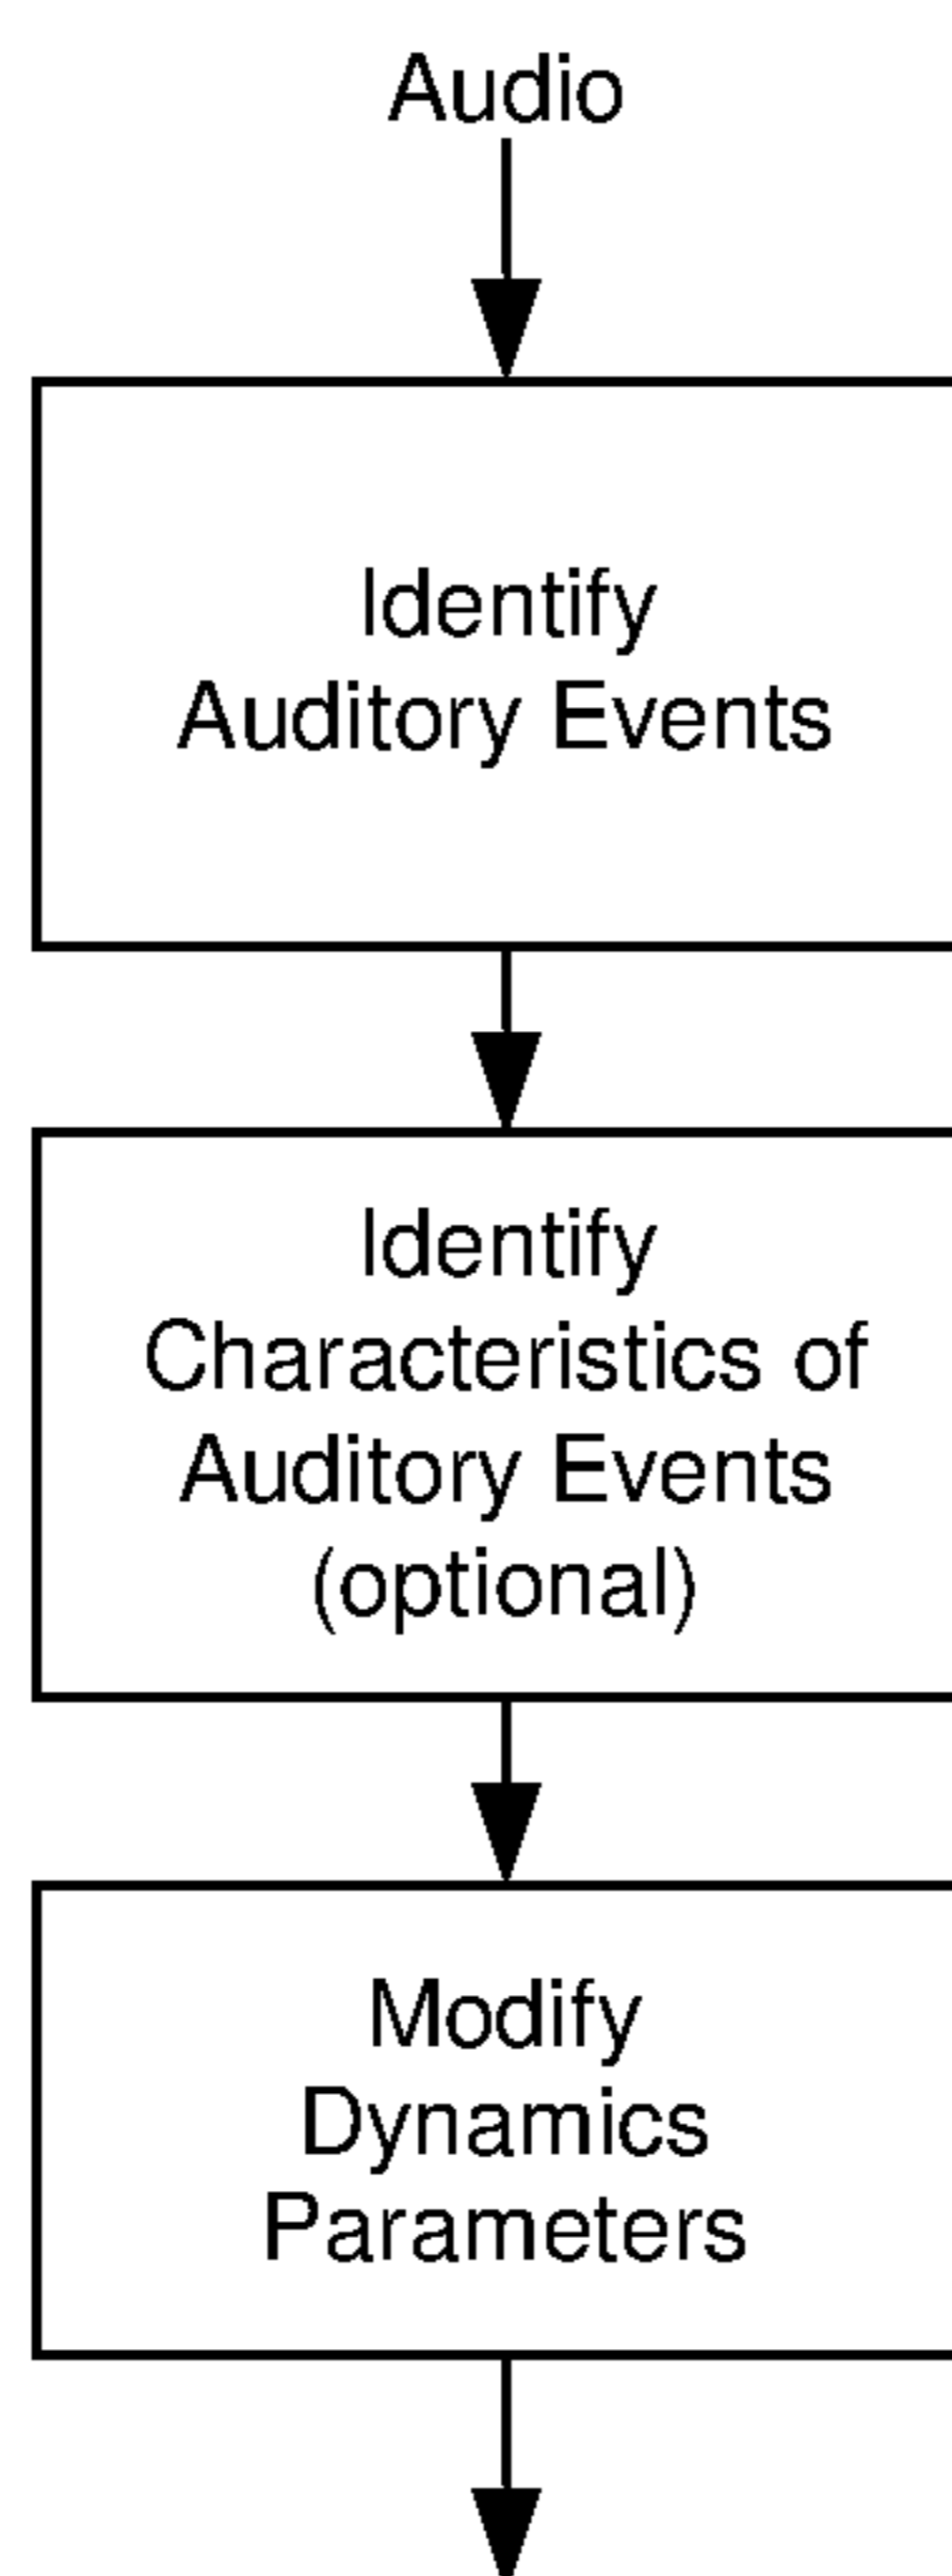 Audio
Identify
Auditory Events
Identify
Characteristics of
Auditory Events
(optional)
Modify
Dynamics
Parameters